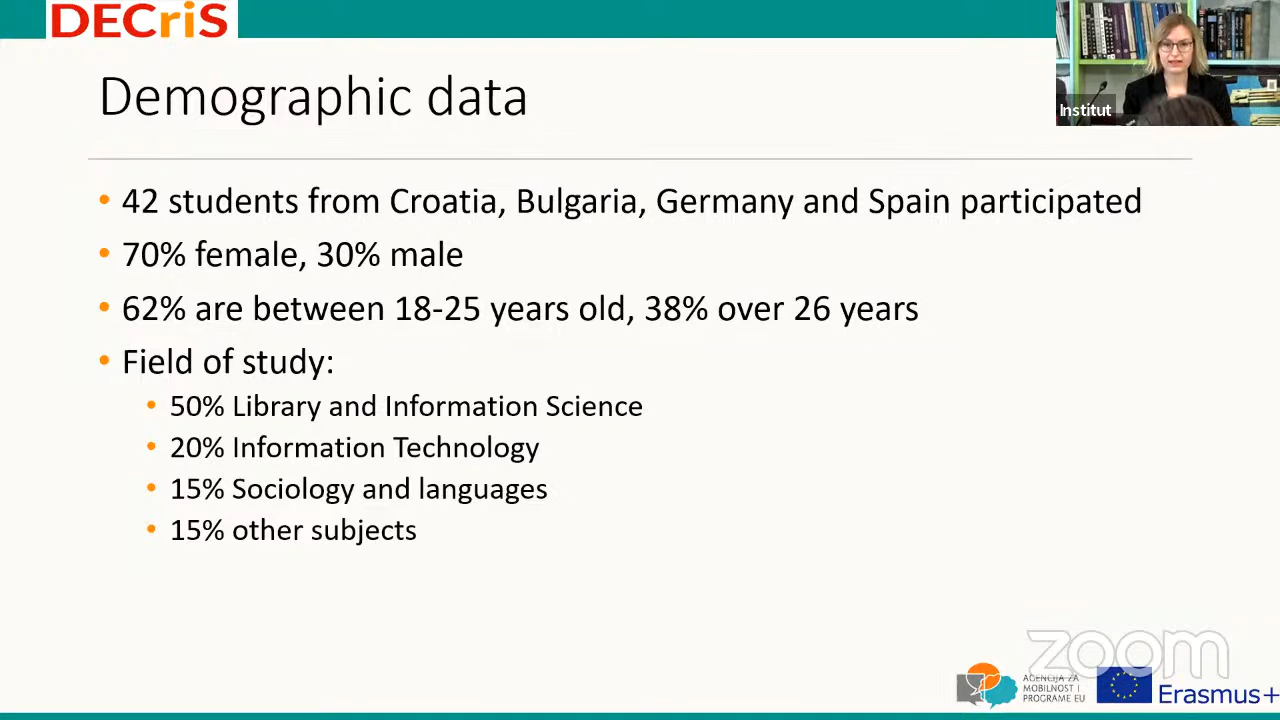 DECriS
Institut
Demographic data
• 42 students from Croatia, Bulgaria, Germany and Spain participated
• 70% female, 30% male
• 62% are between 18-25 years old, 38% over 26 years
• Field of study:
• 50% Library and Information Science
• 20% Information Technology
• 15% Sociology and languages
• 15% other subjects
zoom
AGENCIJA ZA
MOBILNOST I
PROGRAME EU
Erasmus+